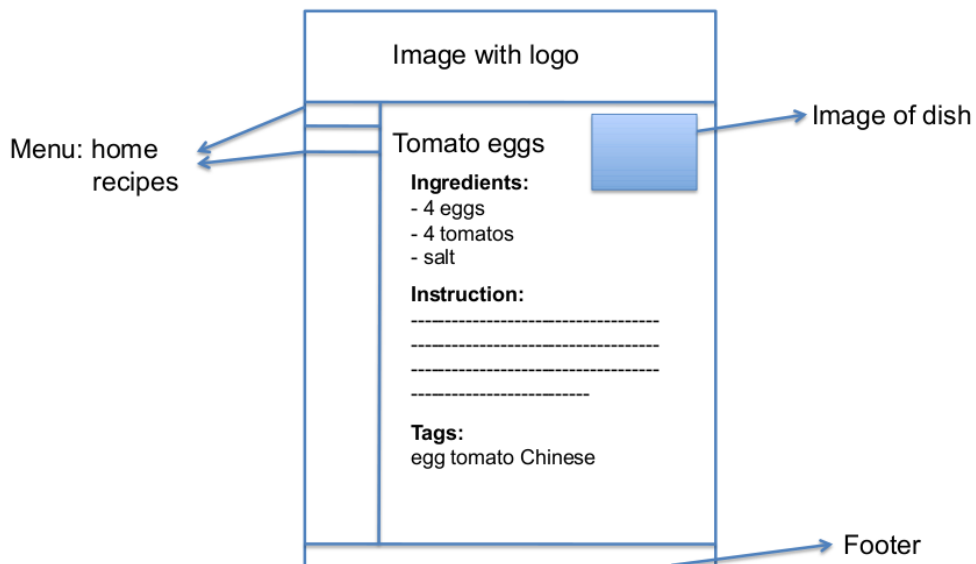 Image with logo
Image of dish
Menu: home
recipes
Tomato eggs
Ingredients:
- 4 eggs
- 4 tomatos
- salt
Instruction:
-------------------------------------
-------------------------------------
-------------------------------------
--------------------------
Tags:
egg tomato Chinese
Footer